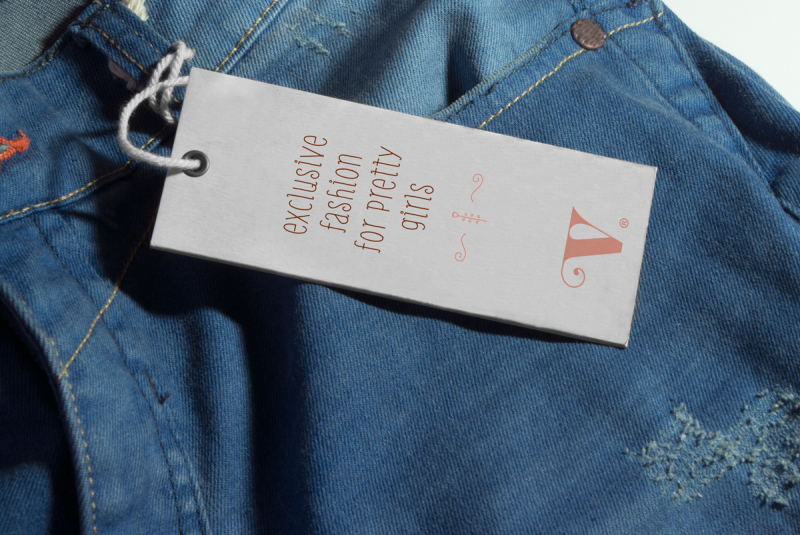 exclusive
fashion
for pretty
girls
V®